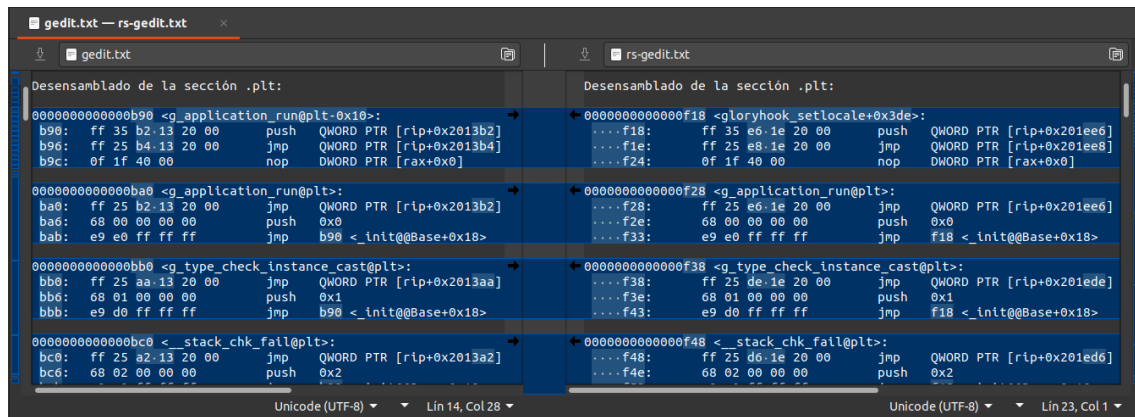 gedit.txt — rs-gedit.txt ×
gedit.txt
Desensamblado de la sección .plt:
0000000000000b90 <g_application_run@plt-0x10>:
b90: ff 35 b2·13 20 00 push QWORD PTR [rip+0x2013b2]
b96: ff 25 b4·13 20 00 jmp QWORD PTR [rip+0x2013b4]
b9c: 0f 1f 40 00 nop DWORD PTR [rax+0x0]
0000000000000ba0 <g_application_run@plt>:
ba0: ff 25 b2·13 20 00 jmp QWORD PTR [rip+0x2013b2]
ba6: 68 00 00 00 00 push 0x0
bab: e9 e0 ff ff ff jmp b90 <_init@@Base+0x18>
0000000000000bb0 <g_type_check_instance_cast@plt>:
bb0: ff 25 aa·13 20 00 jmp QWORD PTR [rip+0x2013aa]
bb6: 68 01 00 00 00 push 0x1
bbb: e9 d0 ff ff ff jmp b90 <_init@@Base+0x18>
0000000000000bc0 <__stack_chk_fail@plt>:
bc0: ff 25 a2·13 20 00 jmp QWORD PTR [rip+0x2013a2]
bc6: 68 02 00 00 00 push 0x2
Unicode (UTF-8) Lín 14, Col 28
rs-gedit.txt
Desensamblado de la sección .plt:
0000000000000f18 <gloryhook_setlocale+0x3de>:
····f18: ff 35 e6·1e 20 00 push QWORD PTR [rip+0x201ee6]
····f1e: ff 25 e8·1e 20 00 jmp QWORD PTR [rip+0x201ee8]
····f24: 0f 1f 40 00 nop DWORD PTR [rax+0x0]
0000000000000f28 <g_application_run@plt>:
····f28: ff 25 e6·1e 20 00 jmp QWORD PTR [rip+0x201ee6]
····f2e: 68 00 00 00 00 push 0x0
····f33: e9 e0 ff ff ff jmp f18 <_init@@Base+0x18>
0000000000000f38 <g_type_check_instance_cast@plt>:
····f38: ff 25 de·1e 20 00 jmp QWORD PTR [rip+0x201ede]
····f3e: 68 01 00 00 00 push 0x1
····f43: e9 d0 ff ff ff jmp f18 <_init@@Base+0x18>
0000000000000f48 <__stack_chk_fail@plt>:
····f48: ff 25 d6·1e 20 00 jmp QWORD PTR [rip+0x201ed6]
····f4e: 68 02 00 00 00 push 0x2
Unicode (UTF-8) Lín 23, Col 1